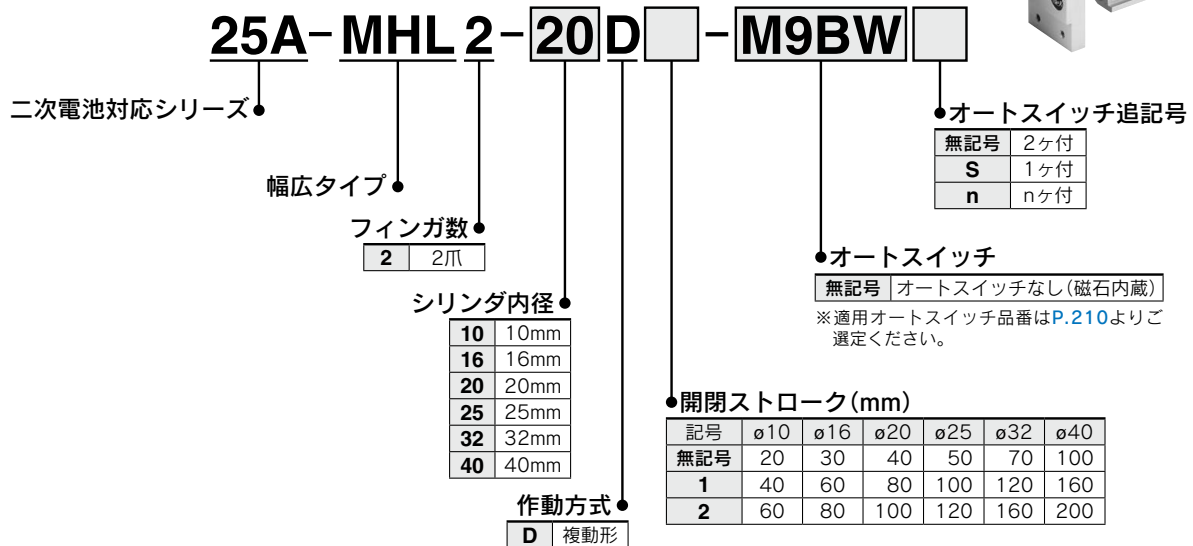 25A-MHL2-20D□-M9BW□
二次電池対応シリーズ
幅広タイプ
フィンガ数
2 2爪
シリンダ内径
10 10mm
16 16mm
20 20mm
25 25mm
32 32mm
40 40mm
作動方式
D 複動形
オートスイッチ追記号
無記号 2ヶ付
S 1ヶ付
n nヶ付
オートスイッチ
無記号 オートスイッチなし(磁石内蔵)
※適用オートスイッチ品番はP.210よりご
選定ください。
開閉ストローク(mm)
記号 ø10 ø16 ø20 ø25 ø32 ø40
無記号 20 30 40 50 70 100
1 40 60 80 100 120 160
2 60 80 100 120 160 200